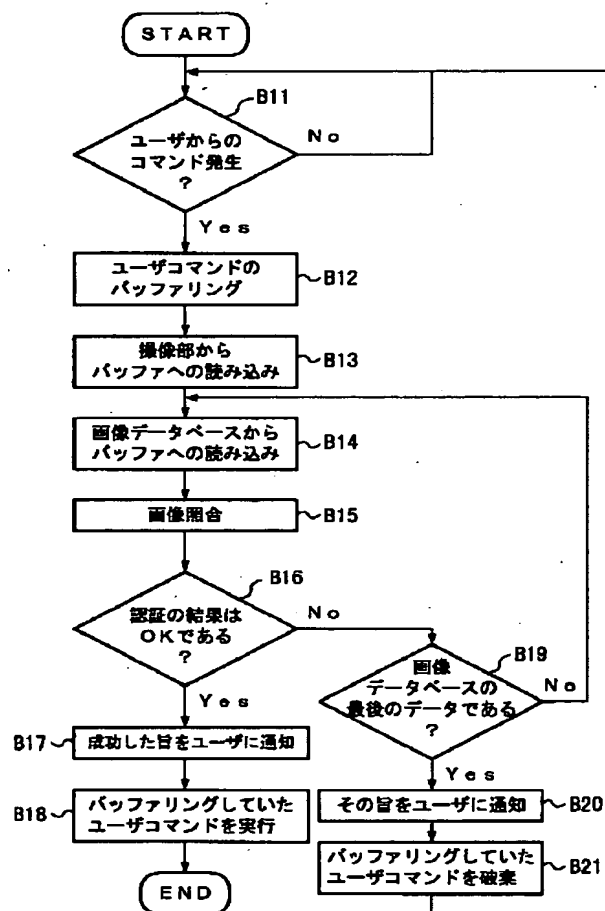 START
B11
ユーザからの
コマンド発生
?
No
Yes
ユーザコマンドの
バッファリング
B12
撮像部から
バッファへの読み込み
B13
画像データベースから
バッファへの読み込み
B14
画像照合
B15
B16
認証の結果は
OKである
?
No
Yes
B19
画像
データベースの
最後のデータである
?
No
Yes
B17
成功した旨をユーザに通知
B18
バッファリングしていた
ユーザコマンドを実行
END
その旨をユーザに通知
B20
バッファリングしていた
ユーザコマンドを破棄
B21